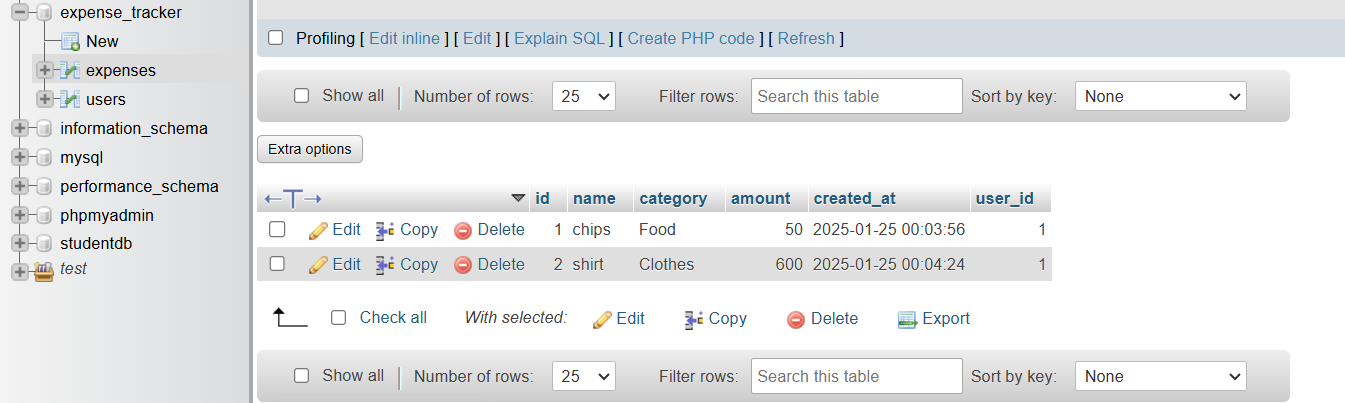 expense_tracker
New
expenses
users
information_schema
mysql
performance_schema
phpmyadmin
studentdb
test
Profiling [ Edit inline ] [ Edit ] [ Explain SQL ] [ Create PHP code ] [ Refresh ]
Show all Number of rows: 25 Filter rows: Search this table Sort by key: None
Extra options
id name category amount created_at user_id
Edit Copy Delete 1 chips Food 50 2025-01-25 00:03:56 1
Edit Copy Delete 2 shirt Clothes 600 2025-01-25 00:04:24 1
Check all With selected: Edit Copy Delete Export
Show all Number of rows: 25 Filter rows: Search this table Sort by key: None